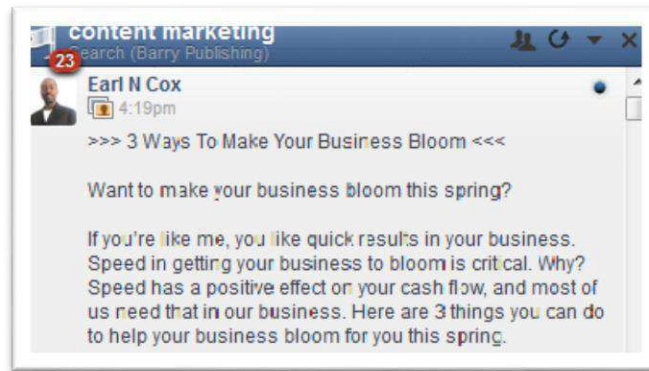 content marketing
Search (Barry Publishing)
23
Earl N Cox
4:19pm
>>> 3 Ways To Make Your Business Bloom <<<
Want to make your business bloom this spring?
If you're like me, you like quick results in your business.
Speed in getting your business to bloom is critical. Why?
Speed has a positive effect on your cash flow, and most of
us need that in our business. Here are 3 things you can do
to help your business bloom for you this spring.